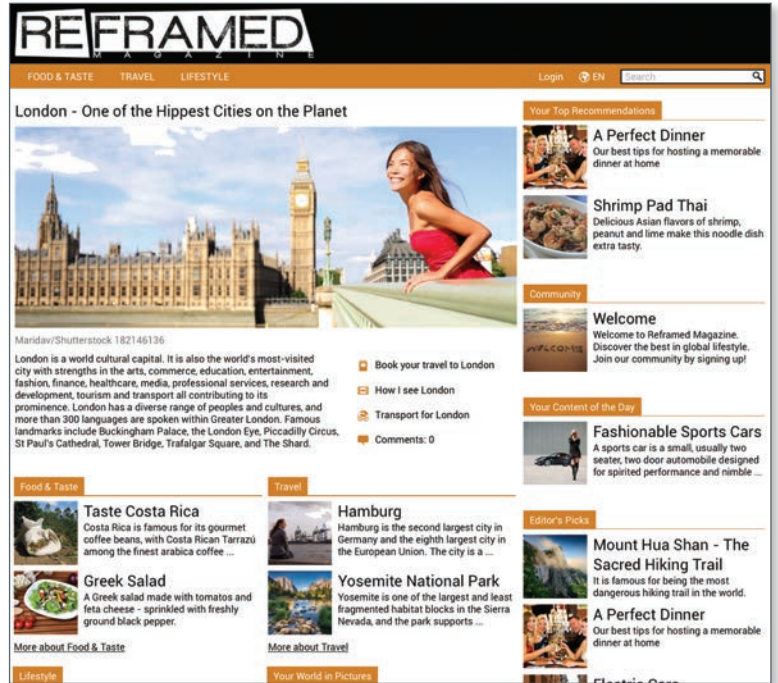 REFRAMED
MAGAZINE
FOOD & TASTE TRAVEL LIFESTYLE Login EN Search
London - One of the Hippest Cities on the Planet
Maridav/Shutterstock 182146136
London is a world cultural capital. It is also the world's most-visited
city with strengths in the arts, commerce, education, entertainment,
fashion, finance, healthcare, media, professional services, research and
development, tourism and transport all contributing to its
prominence. London has a diverse range of peoples and cultures, and
more than 300 languages are spoken within Greater London. Famous
landmarks include Buckingham Palace, the London Eye, Piccadilly Circus,
St Paul's Cathedral, Tower Bridge, Trafalgar Square, and The Shard.
Book your travel to London
How I see London
Transport for London
Comments: 0
Food & Taste
Taste Costa Rica
Costa Rica is famous for its gourmet
coffee beans, with Costa Rican Tarrazú
among the finest arabica coffee ...
Greek Salad
A Greek salad made with tomatos and
feta cheese - sprinkled with freshly
ground black pepper.
More about Food & Taste
Lifestyle
Travel
Hamburg
Hamburg is the second largest city in
Germany and the eighth largest city in
the European Union. The city is a ...
Yosemite National Park
Yosemite is one of the largest and least
fragmented habitat blocks in the Sierra
Nevada, and the park supports ...
More about Travel
Your World in Pictures
Your Top Recommendations
A Perfect Dinner
Our best tips for hosting a memorable
dinner at home
Shrimp Pad Thai
Delicious Asian flavors of shrimp,
peanut and lime make this noodle dish
extra tasty.
Community
WELCOME
Welcome
Welcome to Reframed Magazine.
Discover the best in global lifestyle.
Join our community by signing up!
Your Content of the Day
Fashionable Sports Cars
A sports car is a small, usually two
seater, two door automobile designed
for spirited performance and nimble ...
Editor's Picks
Mount Hua Shan - The
Sacred Hiking Trail
It is famous for being the most
dangerous hiking trail in the world.
A Perfect Dinner
Our best tips for hosting a memorable
dinner at home
Electric Cars